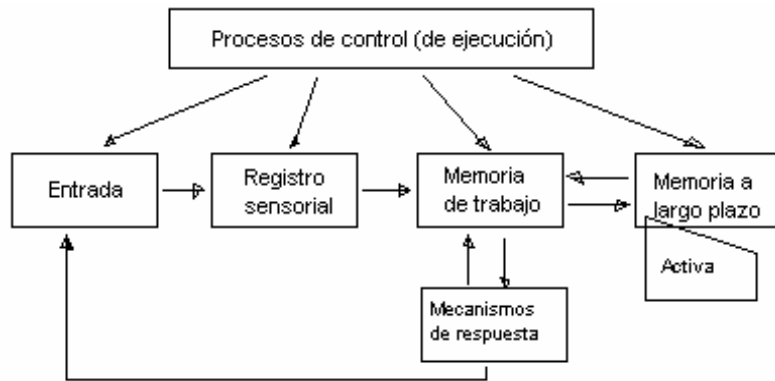 Procesos de control (de ejecución)
Entrada
Registro
sensorial
Memoria
de trabajo
Memoria a
largo plazo
Activa
Mecanismos
de respuesta